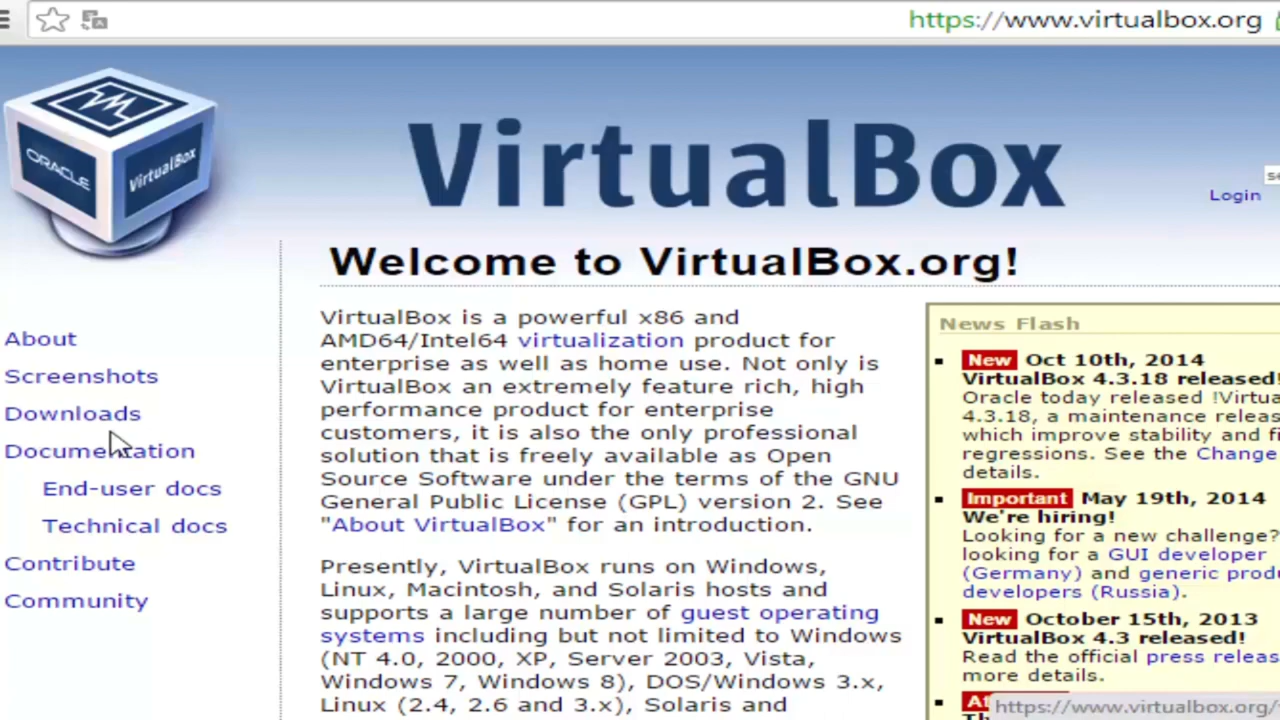 https://www.virtualbox.org
ORACLE
VirtualBox
VirtualBox
Login
Welcome to VirtualBox.org!
About
Screenshots
Downloads
Documentation
End-user docs
Technical docs
Contribute
Community
VirtualBox is a powerful x86 and
AMD64/Intel64 virtualization product for
enterprise as well as home use. Not only is
VirtualBox an extremely feature rich, high
performance product for enterprise
customers, it is also the only professional
solution that is freely available as Open
Source Software under the terms of the GNU
General Public License (GPL) version 2. See
"About VirtualBox" for an introduction.
Presently, VirtualBox runs on Windows,
Linux, Macintosh, and Solaris hosts and
supports a large number of guest operating
systems including but not limited to Windows
(NT 4.0, 2000, XP, Server 2003, Vista,
Windows 7, Windows 8), DOS/Windows 3.x,
Linux (2.4, 2.6 and 3.x), Solaris and
News Flash
New Oct 10th, 2014
VirtualBox 4.3.18 released!
Oracle today released !Virtua
4.3.18, a maintenance releas
which improve stability and fi
regressions. See the Change
details.
Important May 19th, 2014
We're hiring!
Looking for a new challenge?
looking for a GUI developer
(Germany) and generic produ
developers (Russia).
New October 15th, 2013
VirtualBox 4.3 released!
Read the official press releas
more details.
https://www.virtualbox.org/